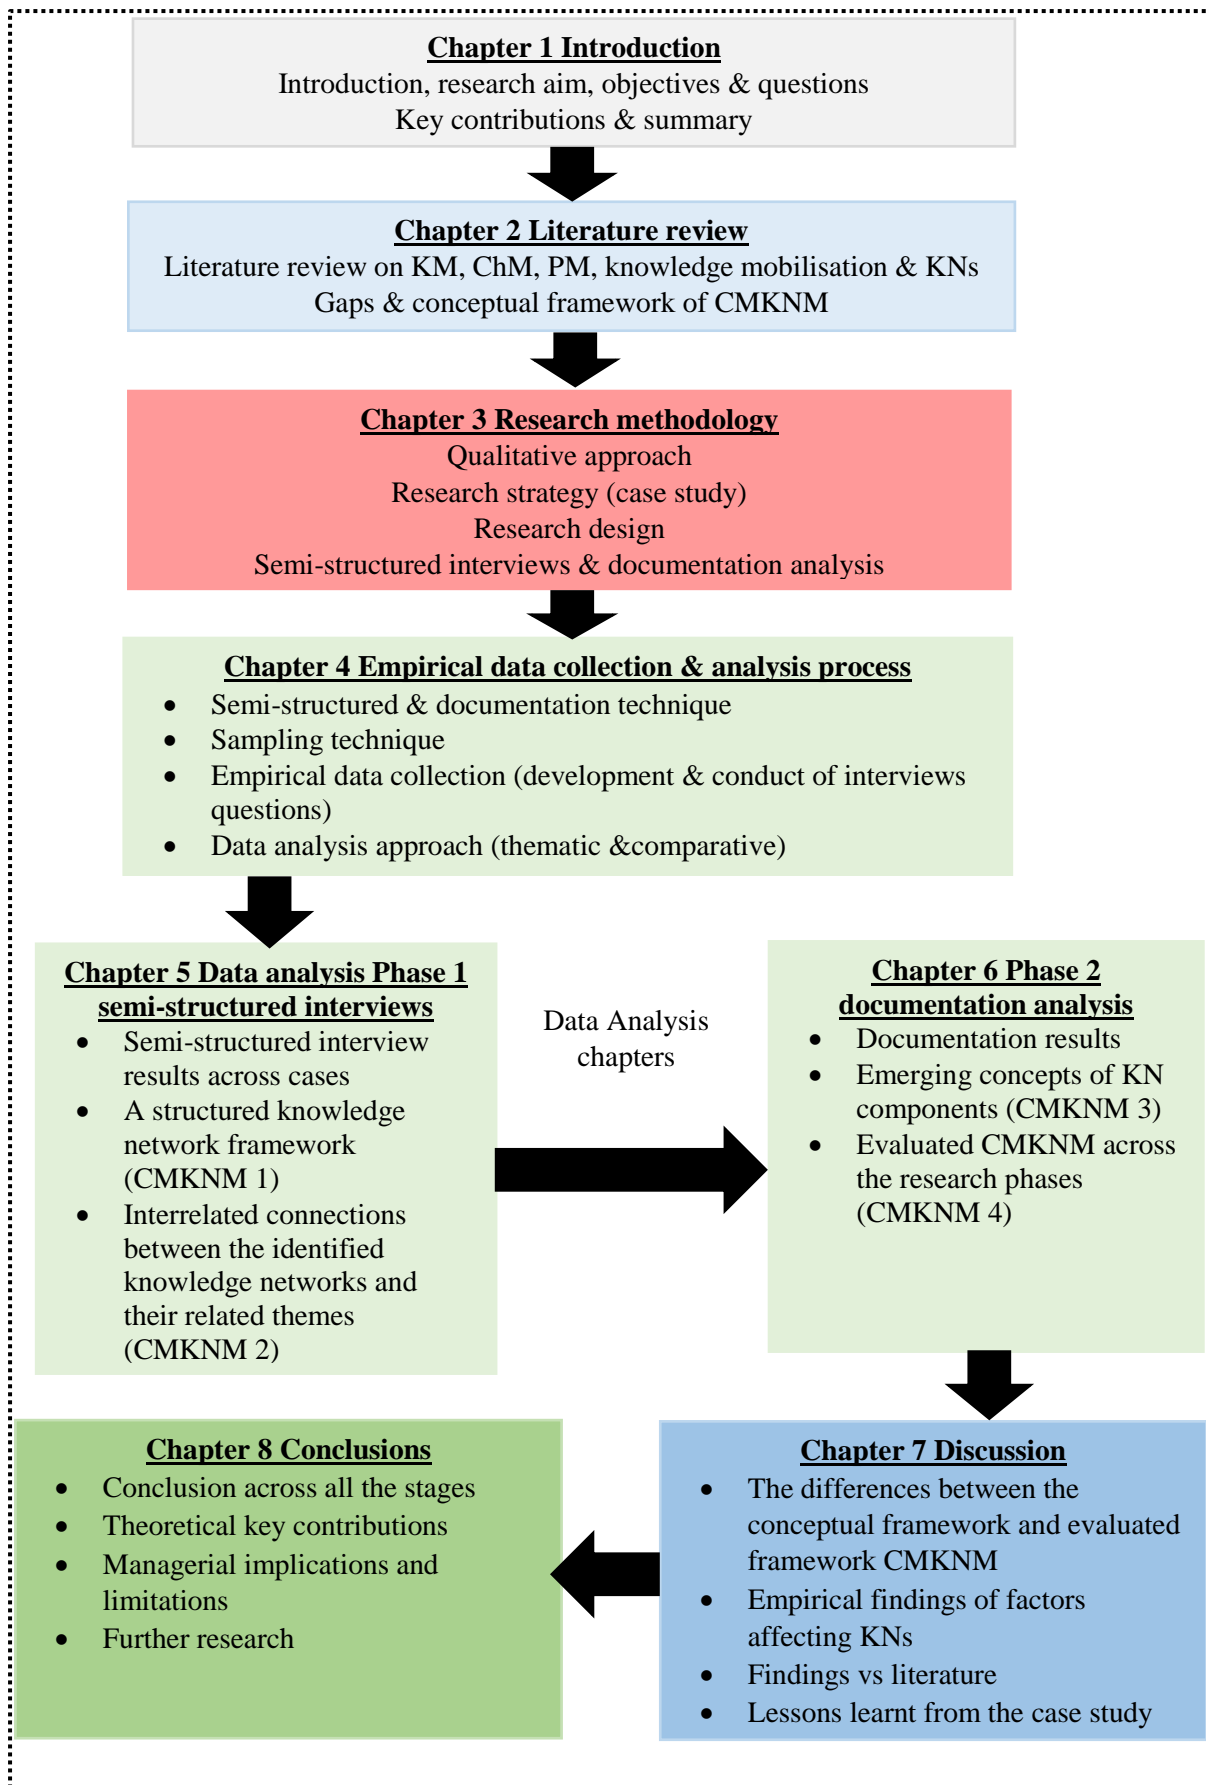 Chapter 1 Introduction
Introduction, research aim, objectives & questions
Key contributions & summary
Chapter 2 Literature review
Literature review on KM, ChM, PM, knowledge mobilisation & KNs
Gaps & conceptual framework of CMKNM
Chapter 3 Research methodology
Qualitative approach
Research strategy (case study)
Research design
Semi-structured interviews & documentation analysis
Chapter 4 Empirical data collection & analysis process
• Semi-structured & documentation technique
• Sampling technique
• Empirical data collection (development & conduct of interviews
questions)
• Data analysis approach (thematic &comparative)
Chapter 5 Data analysis Phase 1
semi-structured interviews
• Semi-structured interview
results across cases
• A structured knowledge
network framework
(CMKNM 1)
• Interrelated connections
between the identified
knowledge networks and
their related themes
(CMKNM 2)
Data Analysis
chapters
Chapter 6 Phase 2
documentation analysis
• Documentation results
• Emerging concepts of KN
components (CMKNM 3)
• Evaluated CMKNM across
the research phases
(CMKNM 4)
Chapter 7 Discussion
• The differences between the
conceptual framework and evaluated
framework CMKNM
• Empirical findings of factors
affecting KNs
• Findings vs literature
• Lessons learnt from the case study
Chapter 8 Conclusions
• Conclusion across all the stages
• Theoretical key contributions
• Managerial implications and
limitations
• Further research